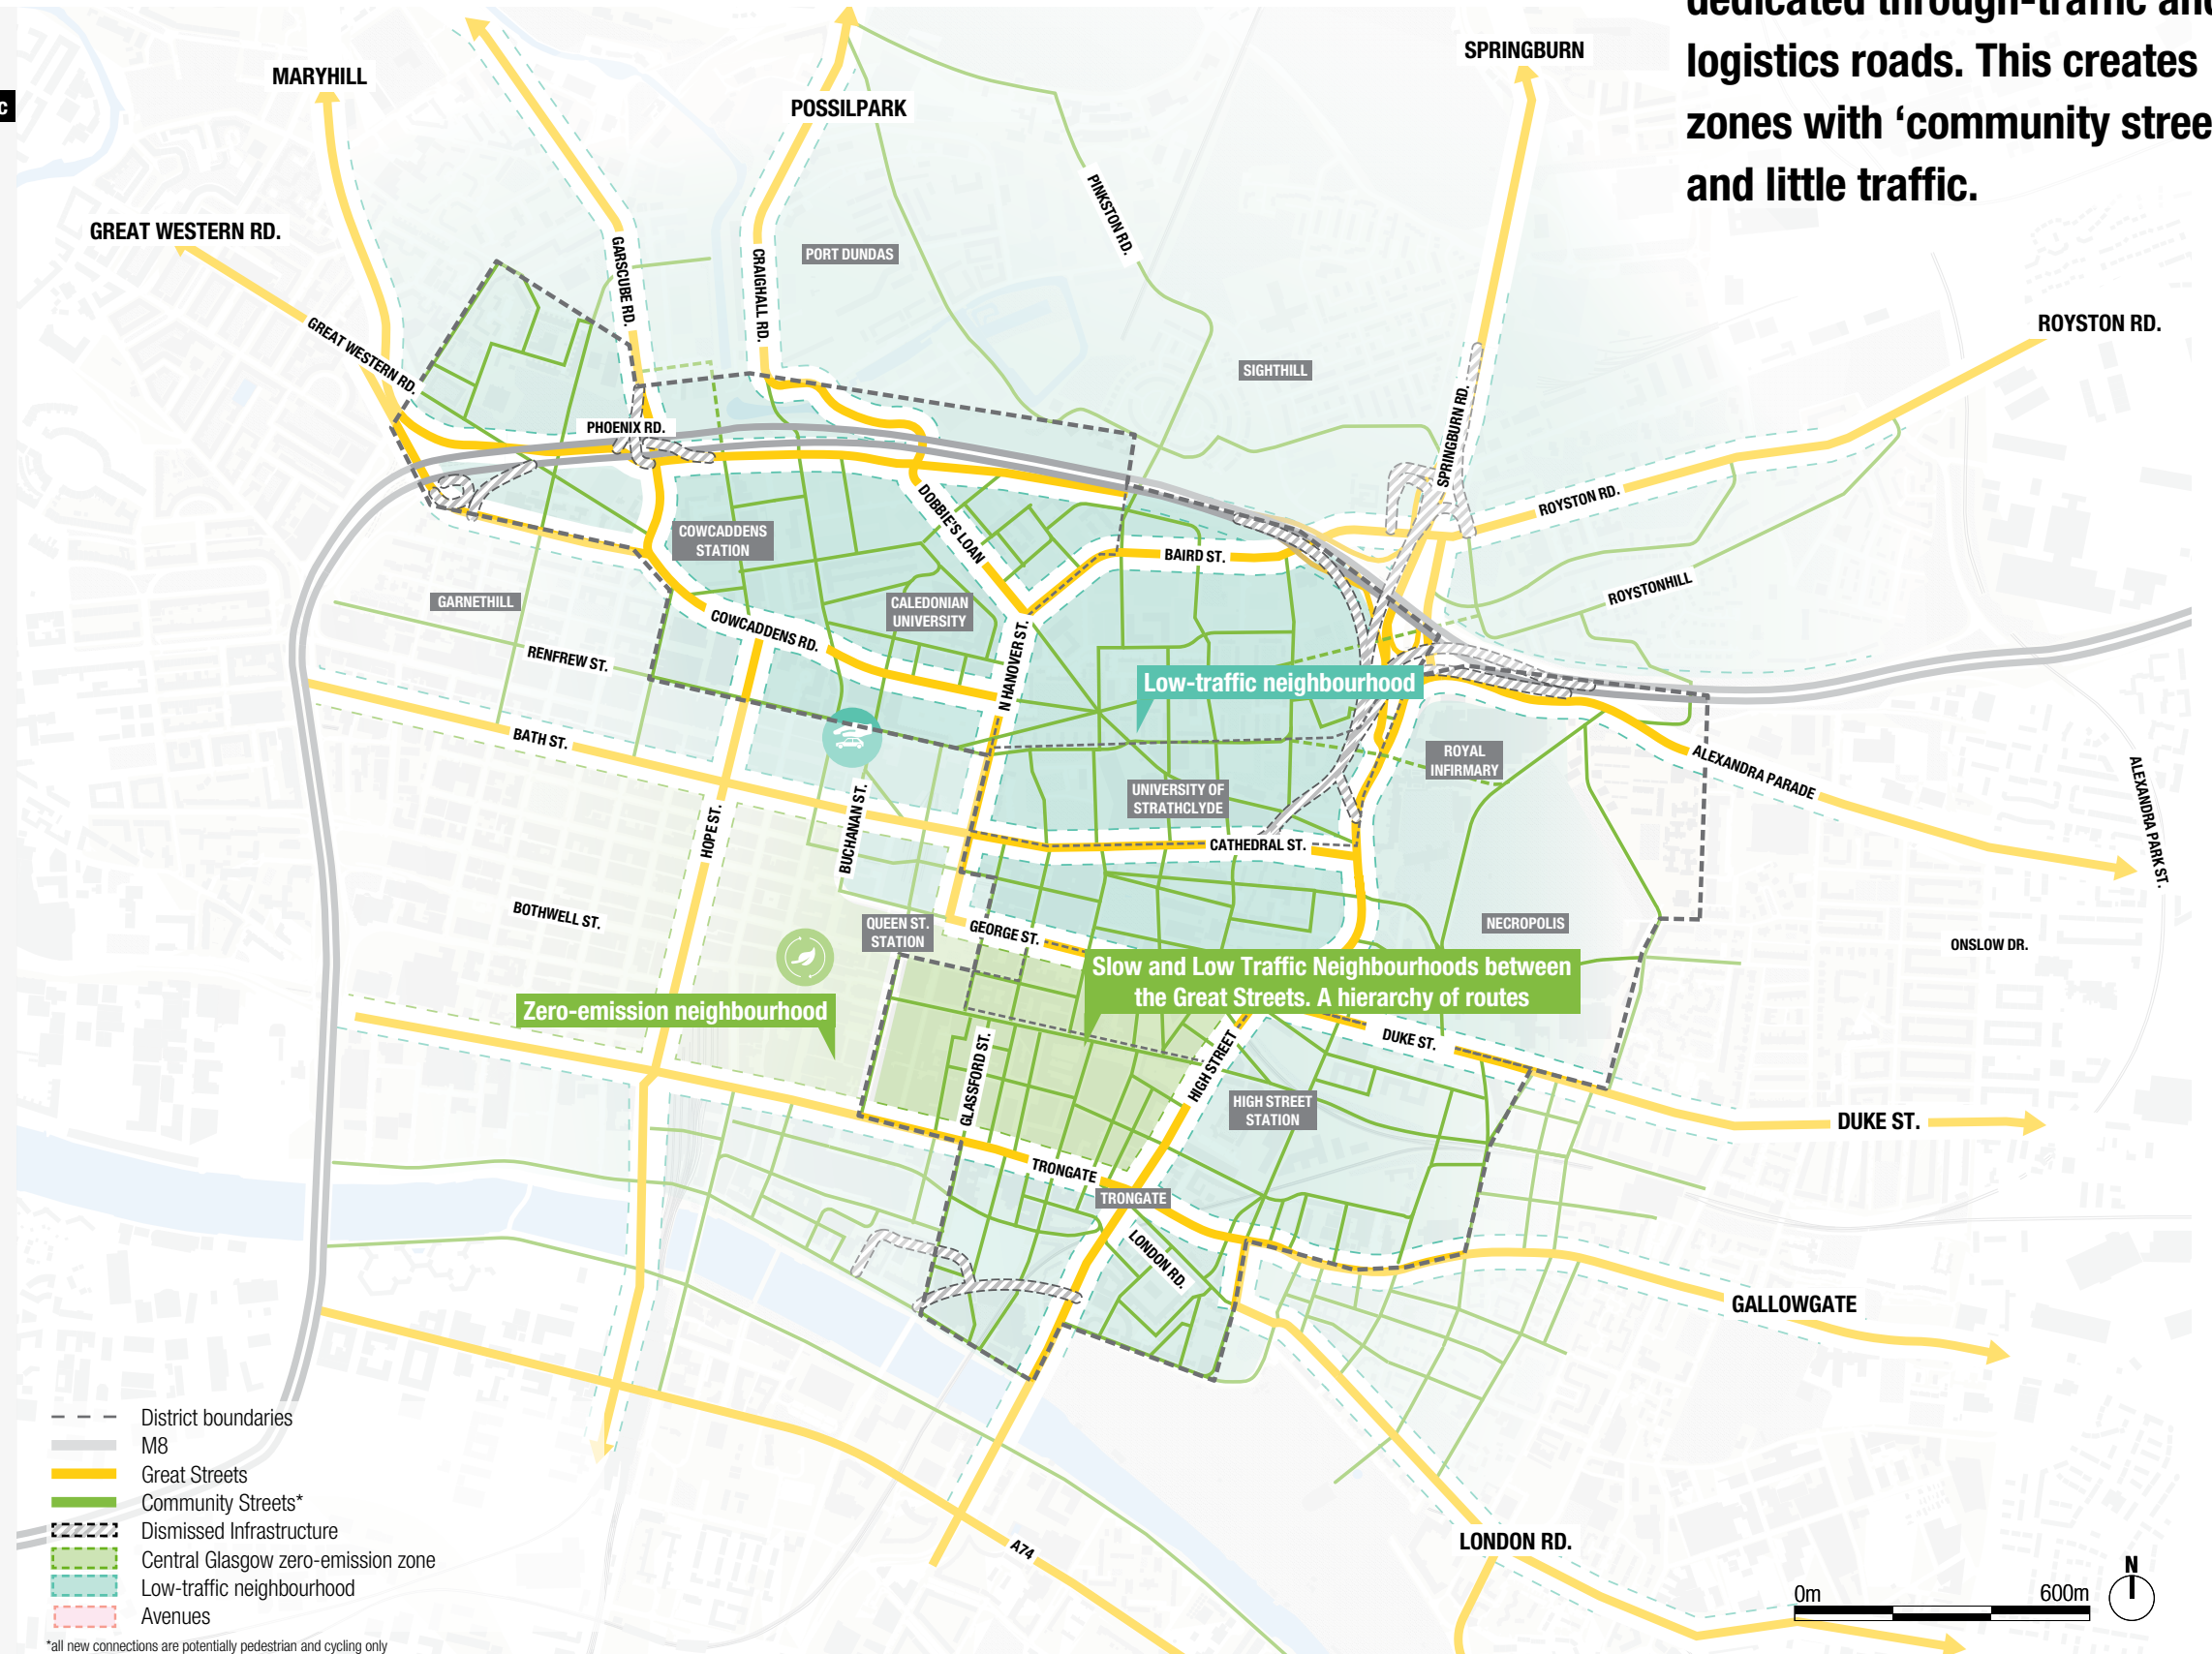 dedicated through-traffic and
logistics roads. This creates
zones with ‘community stree
and little traffic.
c
MARYHILL
POSSILPARK
SPRINGBURN
GREAT WESTERN RD.
ROYSTON RD.
GREAT WESTERN RD.
GARSCUBE RD.
CRAIGHALL RD.
PORT DUNDAS
PINKSTON RD.
SIGHTHILL
SPRINGBURN RD.
PHOENIX RD.
ROYSTON RD.
COWCADDENS
STATION
DOBBIE'S LOAN
BAIRD ST.
ROYSTONHILL
GARNETHILL
CALEDONIAN
UNIVERSITY
COWCADDENS RD.
RENFREW ST.
N HANOVER ST.
Low-traffic neighbourhood
BATH ST.
ROYAL
INFIRMARY
ALEXANDRA PARADE
ALEXANDRA PARK ST.
UNIVERSITY OF
STRATHCLYDE
HOPE ST.
BUCHANAN ST.
CATHEDRAL ST.
BOTHWELL ST.
QUEEN ST.
STATION
GEORGE ST.
NECROPOLIS
ONSLOW DR.
Slow and Low Traffic Neighbourhoods between
the Great Streets. A hierarchy of routes
Zero-emission neighbourhood
GLASSFORD ST.
HIGH STREET
DUKE ST.
HIGH STREET
STATION
DUKE ST.
TRONGATE
TRONGATE
LONDON RD.
GALLOWGATE
A74
LONDON RD.
District boundaries
M8
Great Streets
Community Streets*
Dismissed Infrastructure
Central Glasgow zero-emission zone
Low-traffic neighbourhood
Avenues
*all new connections are potentially pedestrian and cycling only
0m
600m
N